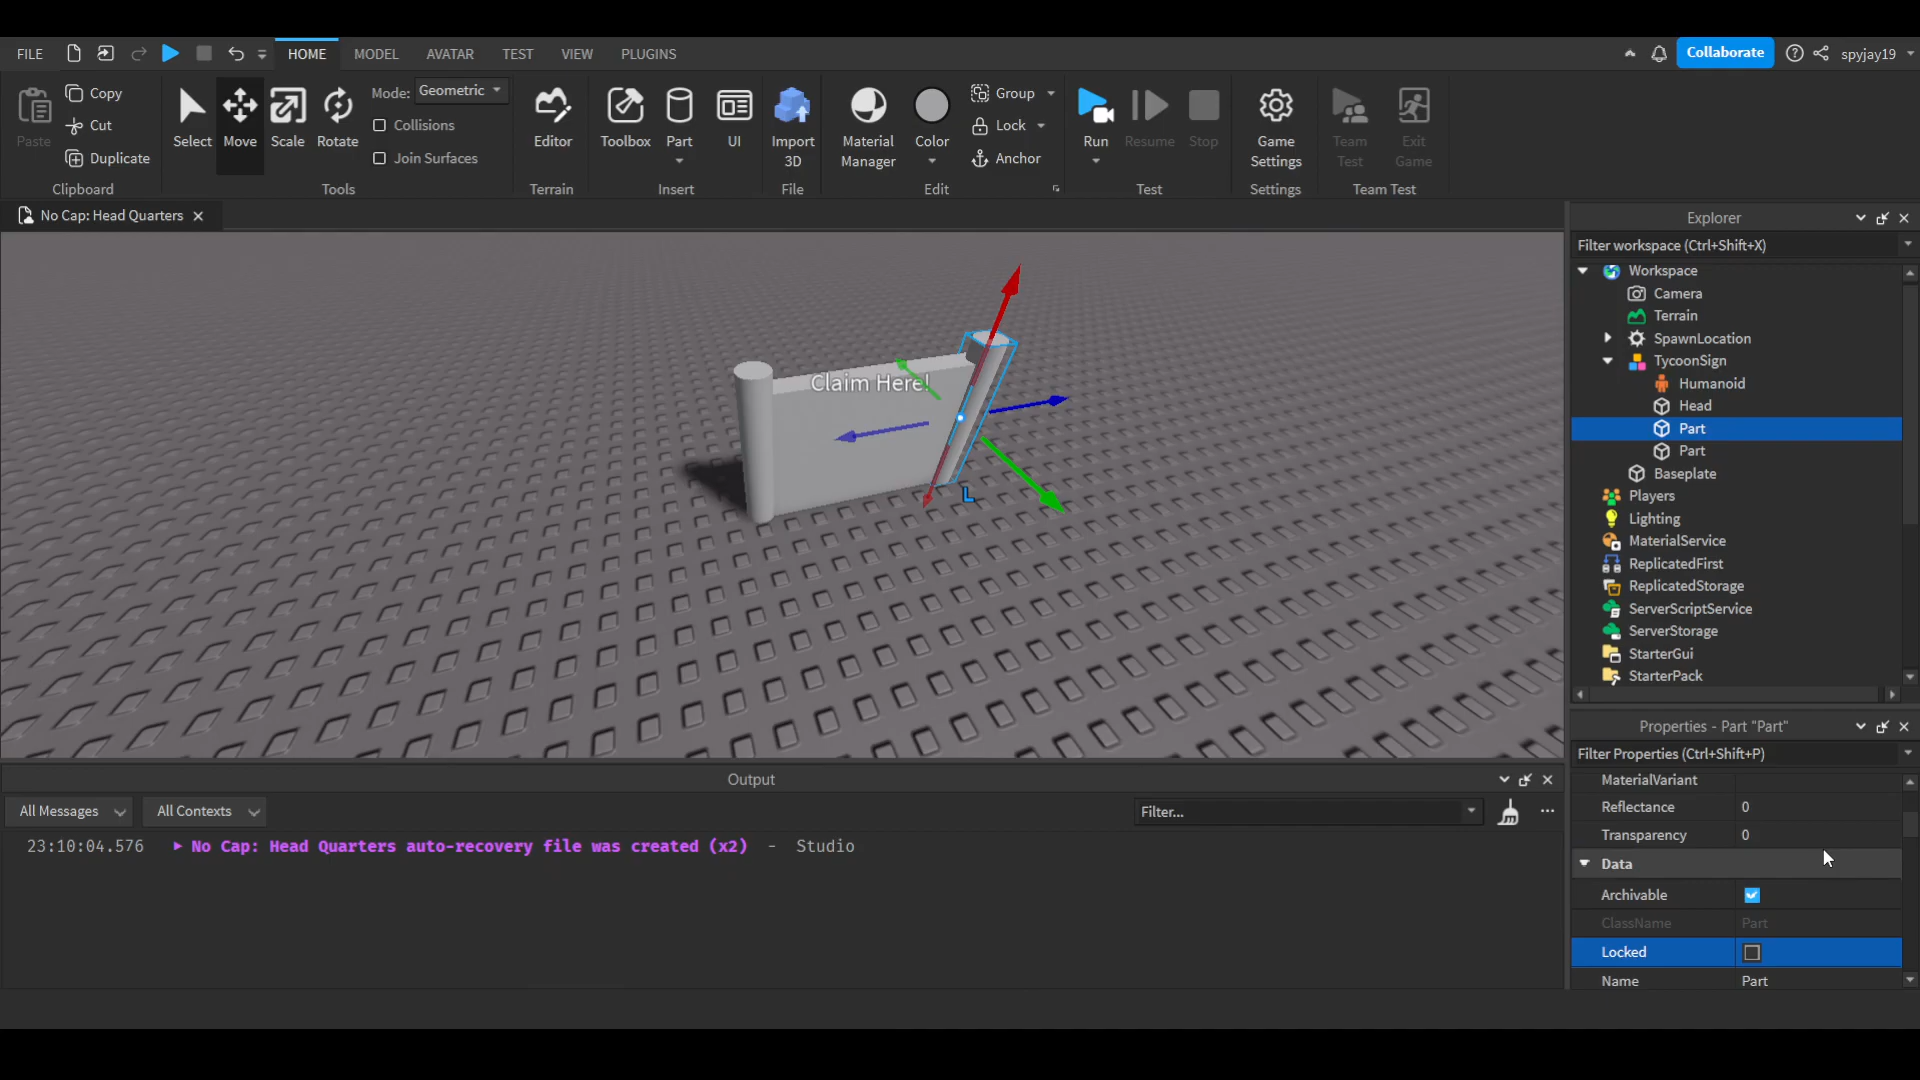 FILE
HOME
MODEL
AVATAR
TEST
VIEW
PLUGINS
Collaborate
spyjay19
Paste
Copy
Cut
Duplicate
Clipboard
Select
Move
Scale
Rotate
Mode: Geometric
Collisions
Join Surfaces
Tools
Editor
Terrain
Toolbox
Part
UI
Insert
Import
3D
File
Material
Manager
Color
Group
Lock
Anchor
Edit
Run
Resume
Stop
Test
Game
Settings
Settings
Team
Test
Exit
Game
Team Test
No Cap: Head Quarters
Claim Here!
L
Explorer
Filter workspace (Ctrl+Shift+X)
Workspace
Camera
Terrain
SpawnLocation
TycoonSign
Humanoid
Head
Part
Part
Baseplate
Players
Lighting
MaterialService
ReplicatedFirst
ReplicatedStorage
ServerScriptService
ServerStorage
StarterGui
StarterPack
Properties - Part "Part"
Filter Properties (Ctrl+Shift+P)
MaterialVariant
Reflectance 0
Transparency 0
Data
Archivable
ClassName Part
Locked
Name Part
Output
All Messages
All Contexts
Filter...
23:10:04.576 No Cap: Head Quarters auto-recovery file was created (x2) - Studio